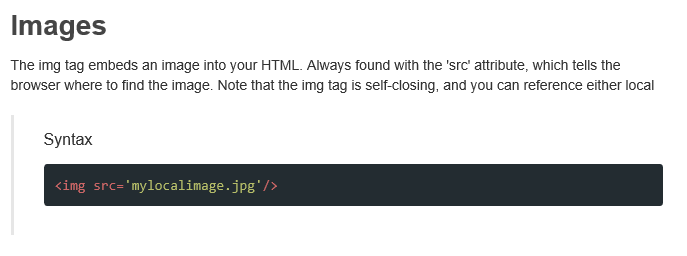 Images
The img tag embeds an image into your HTML. Always found with the 'src' attribute, which tells the
browser where to find the image. Note that the img tag is self-closing, and you can reference either local
Syntax
<img src='mylocalimage.jpg'/>